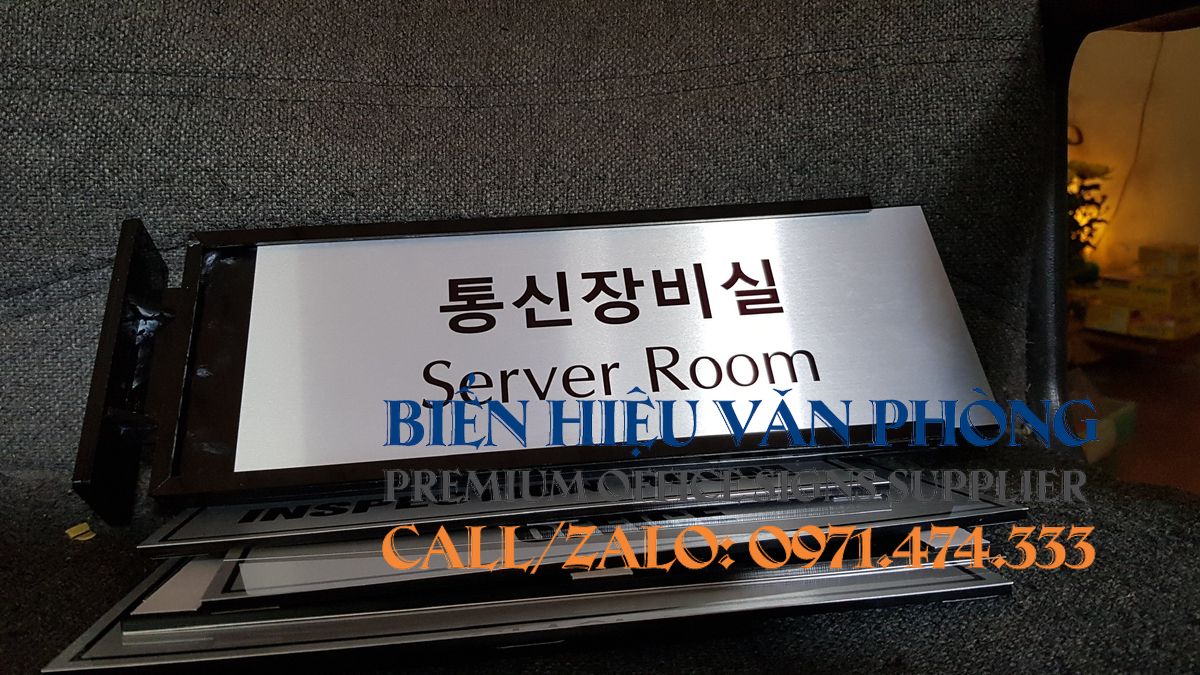 통신장비실
Server Room
BIỂN HIỆU VĂN PHÒNG
PREMIUM OFFICE SIGNS SUPPLIER
INSPECTION
CALL/ZALO: 0971.474.333